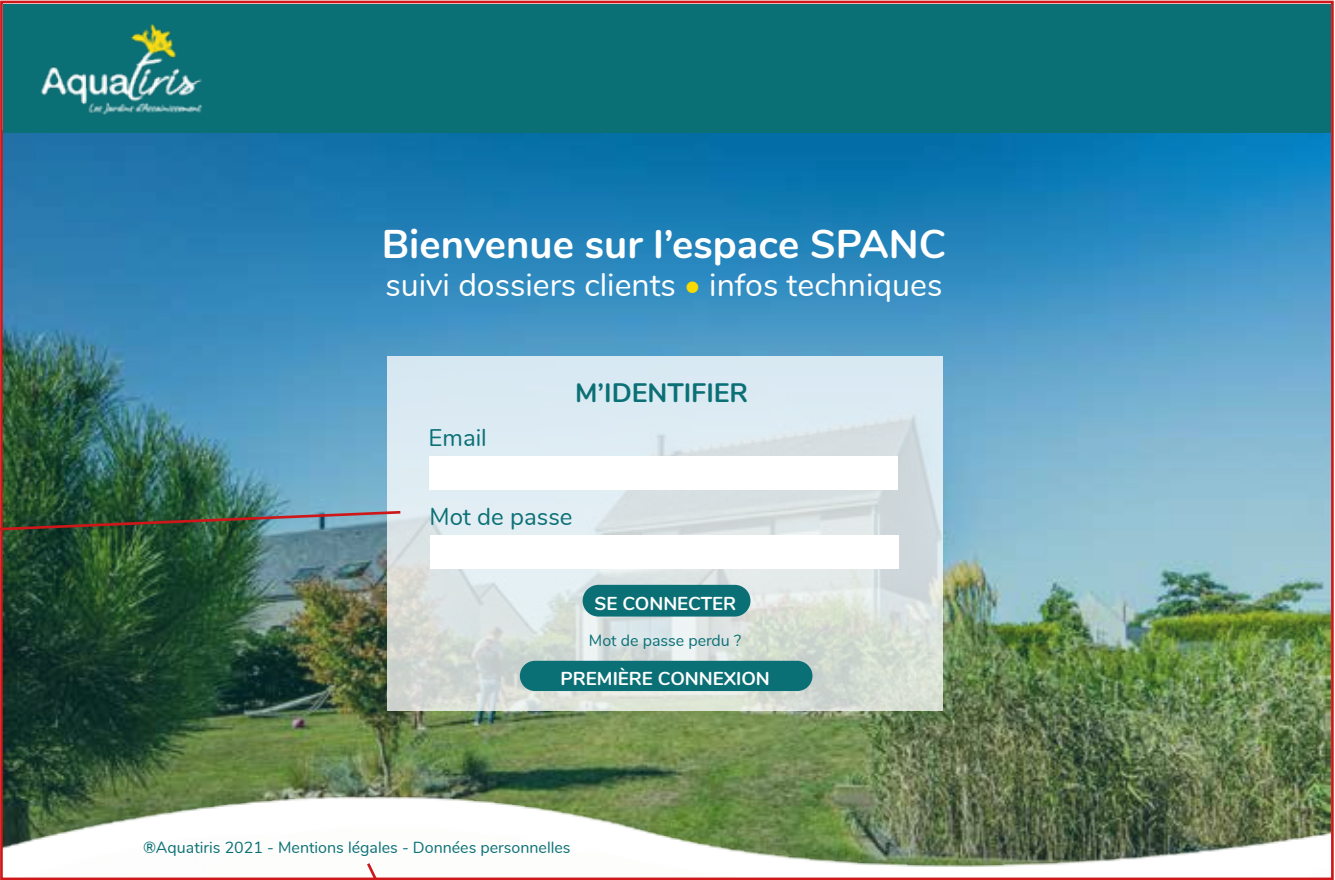 Aquatiris
Les Jardins d'Assainissement
Bienvenue sur l'espace SPANC
suivi dossiers clients • infos techniques
M'IDENTIFIER
Email
Mot de passe
SE CONNECTER
Mot de passe perdu ?
PREMIÈRE CONNEXION
®Aquatiris 2021 - Mentions légales - Données personnelles